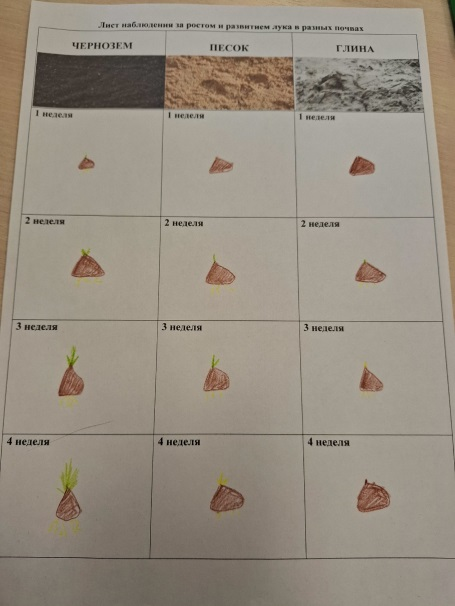 Лист наблюдения за ростом и развитием лука в разных почвах
ЧЕРНОЗЕМ ПЕСОК ГЛИНА
1 неделя 1 неделя 1 неделя
2 неделя 2 неделя 2 неделя
3 неделя 3 неделя 3 неделя
4 неделя 4 неделя 4 неделя